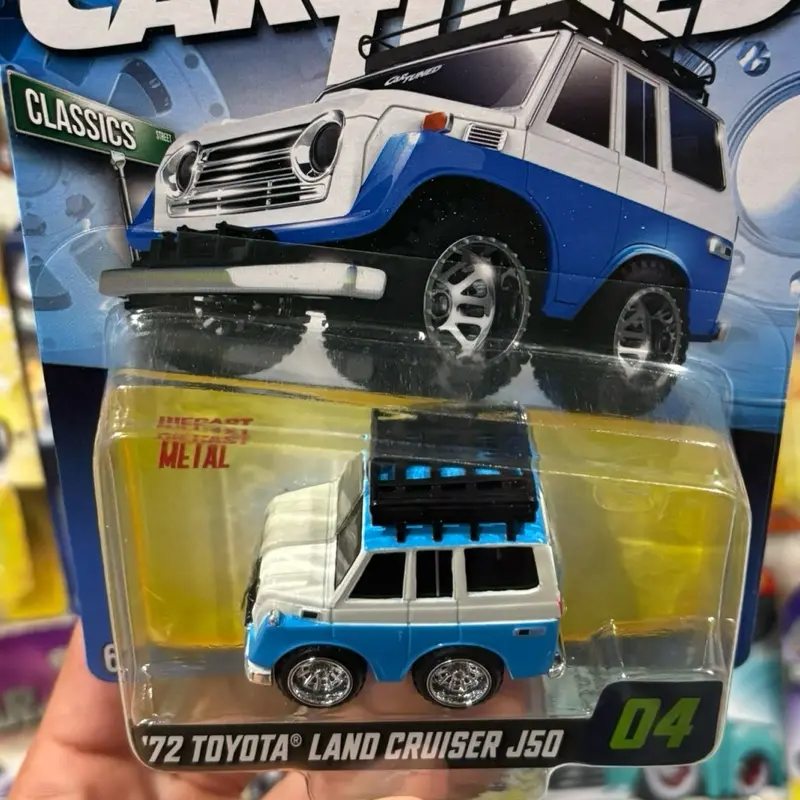 CARTUNED
CARTUNED
CLASSICS STREET
DIECAST
METAL
'72 TOYOTA® LAND CRUISER J50
04